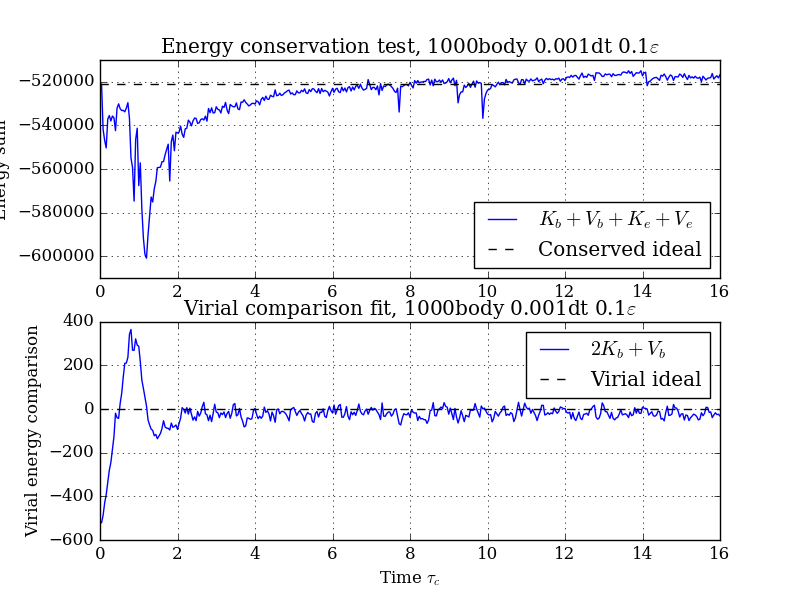 Energy conservation test, 1000body 0.001dt 0.1ε
−520000
−540000
−560000
−580000
−600000
Energy sum
K_b + V_b + K_e + V_e
Conserved ideal
0 2 4 6 8 10 12 14 16
Virial comparison fit, 1000body 0.001dt 0.1ε
400
200
0
−200
−400
−600
Virial energy comparison
2K_b + V_b
Virial ideal
0 2 4 6 8 10 12 14 16
Time τ_c